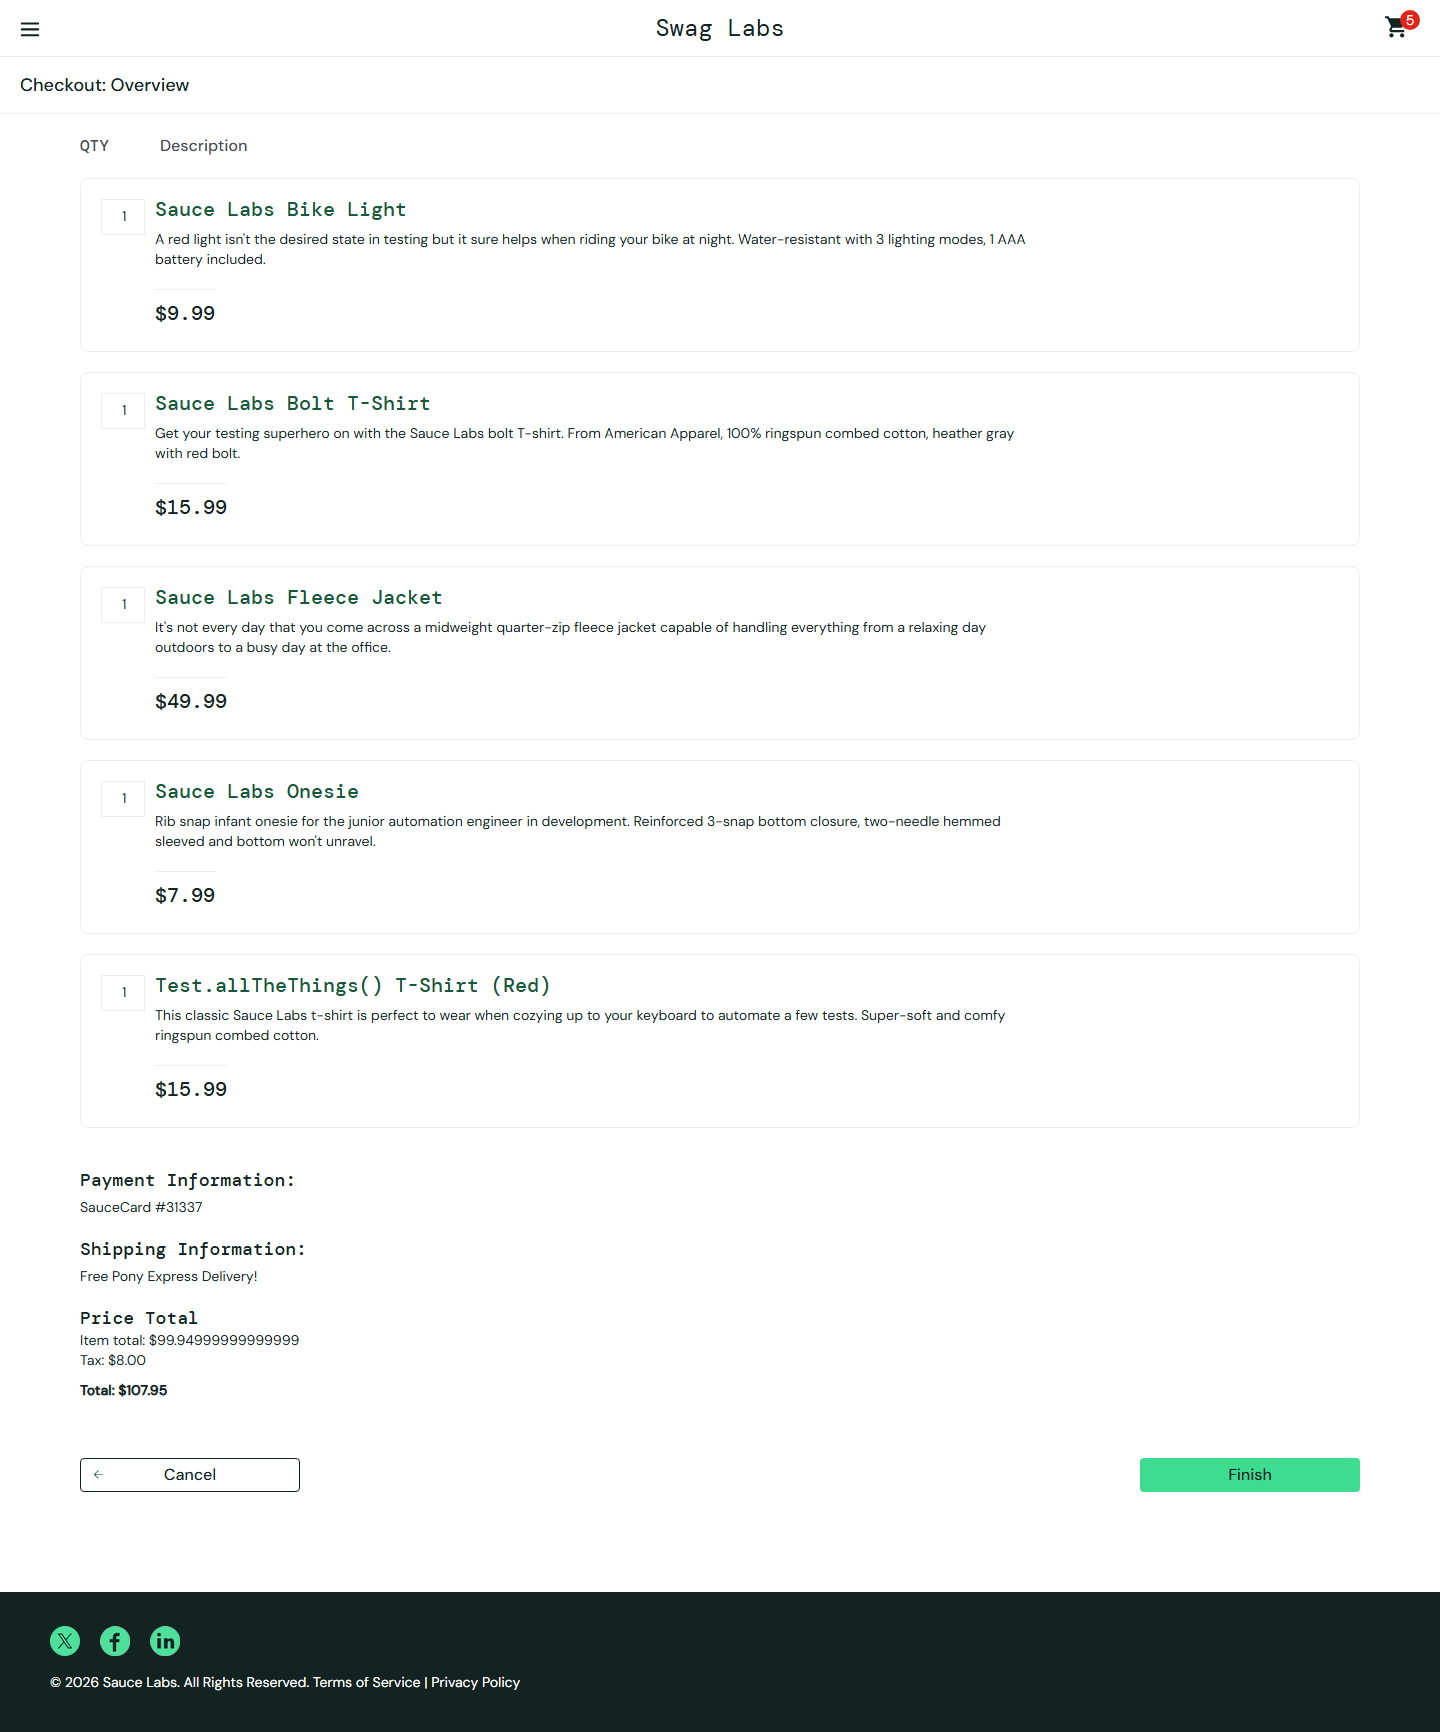 Swag Labs
5
Checkout: Overview
QTY Description
1
Sauce Labs Bike Light
A red light isn't the desired state in testing but it sure helps when riding your bike at night. Water-resistant with 3 lighting modes, 1 AAA
battery included.
$9.99
1
Sauce Labs Bolt T-Shirt
Get your testing superhero on with the Sauce Labs bolt T-shirt. From American Apparel, 100% ringspun combed cotton, heather gray
with red bolt.
$15.99
1
Sauce Labs Fleece Jacket
It's not every day that you come across a midweight quarter-zip fleece jacket capable of handling everything from a relaxing day
outdoors to a busy day at the office.
$49.99
1
Sauce Labs Onesie
Rib snap infant onesie for the junior automation engineer in development. Reinforced 3-snap bottom closure, two-needle hemmed
sleeved and bottom won't unravel.
$7.99
1
Test.allTheThings() T-Shirt (Red)
This classic Sauce Labs t-shirt is perfect to wear when cozying up to your keyboard to automate a few tests. Super-soft and comfy
ringspun combed cotton.
$15.99
Payment Information:
SauceCard #31337
Shipping Information:
Free Pony Express Delivery!
Price Total
Item total: $99.94999999999999
Tax: $8.00
Total: $107.95
Cancel
Finish
© 2026 Sauce Labs. All Rights Reserved. Terms of Service | Privacy Policy